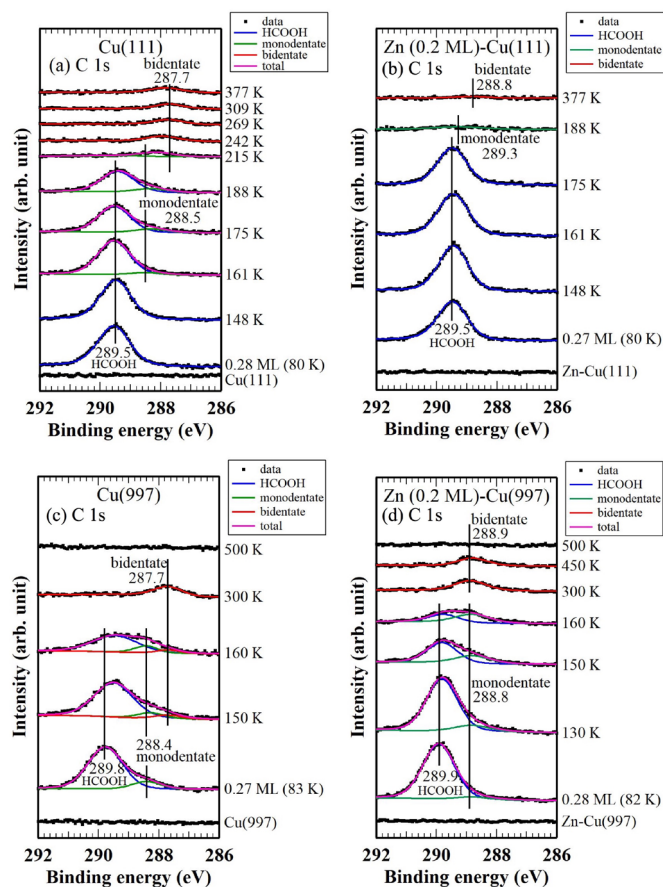 Cu(111)
(a) C 1s
data
HCOOH
monodentate
bidentate
total
bidentate
287.7
377 K
309 K
269 K
242 K
215 K
188 K
monodentate
288.5
175 K
161 K
148 K
289.5
HCOOH
0.28 ML (80 K)
Cu(111)
292 290 288 286
Binding energy (eV)
Intensity (arb. unit)
Zn (0.2 ML)-Cu(111)
(b) C 1s
data
HCOOH
monodentate
bidentate
bidentate
288.8
377 K
188 K
monodentate
289.3
175 K
161 K
148 K
289.5
HCOOH
0.27 ML (80 K)
Zn-Cu(111)
292 290 288 286
Binding energy (eV)
Intensity (arb. unit)
Cu(997)
(c) C 1s
data
HCOOH
monodentate
bidentate
total
500 K
bidentate
287.7
300 K
160 K
150 K
288.4
monodentate
289.8
HCOOH
0.27 ML (83 K)
Cu(997)
292 290 288 286
Binding energy (eV)
Intensity (arb. unit)
Zn (0.2 ML)-Cu(997)
(d) C 1s
data
HCOOH
monodentate
bidentate
total
bidentate
288.9
500 K
450 K
300 K
160 K
150 K
monodentate
288.8
130 K
289.9
HCOOH
0.28 ML (82 K)
Zn-Cu(997)
292 290 288 286
Binding energy (eV)
Intensity (arb. unit)